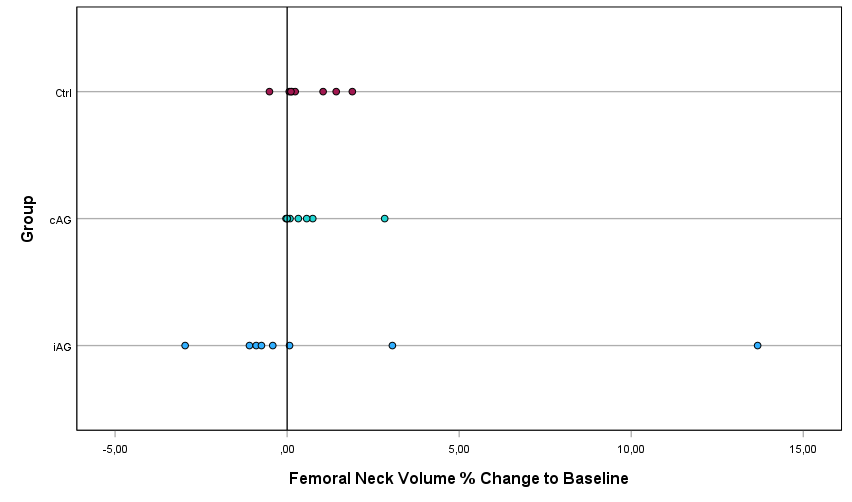 Ctrl
cAG
iAG
Group
-5,00
,00
5,00
10,00
15,00
Femoral Neck Volume % Change to Baseline